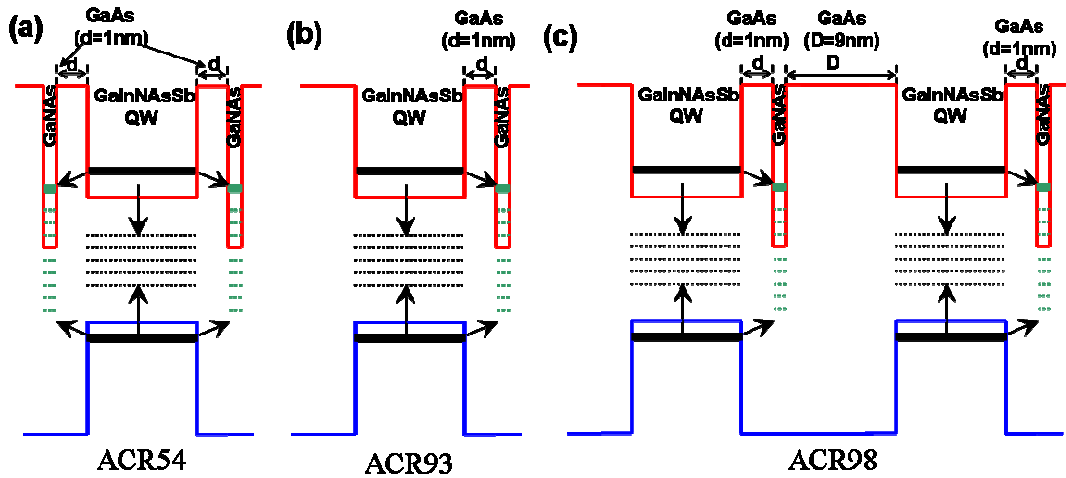 (a)
GaAs
(d=1nm)
d
d
GaNAs
GaInNAsSb
QW
GaNAs
ACR54
(b)
GaAs
(d=1nm)
d
GaInNAsSb
QW
GaNAs
ACR93
(c)
GaAs
(d=1nm)
GaAs
(D=9nm)
GaAs
(d=1nm)
d
D
d
GaInNAsSb
QW
GaNAs
GaInNAsSb
QW
GaNAs
ACR98